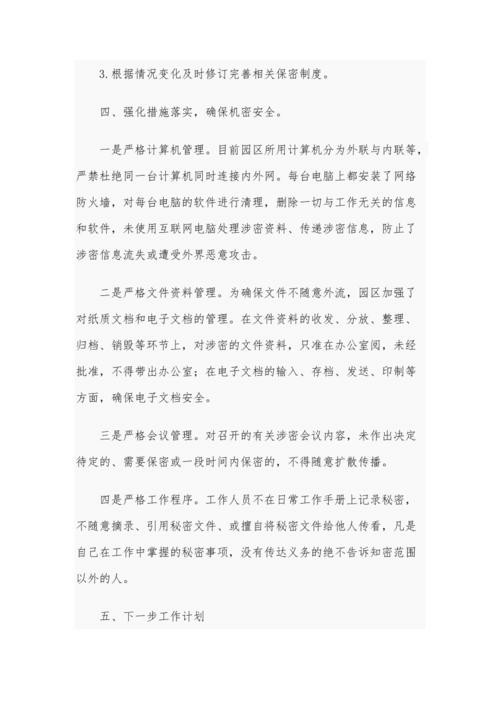 3.根据情况变化及时修订完善相关保密制度。
四、强化措施落实，确保机密安全。
一是严格计算机管理。目前园区所用计算机分为外联与内联等，
严禁杜绝同一台计算机同时连接内外网。每台电脑上都安装了网络
防火墙，对每台电脑的软件进行清理，删除一切与工作无关的信息
和软件，未使用互联网电脑处理涉密资料、传递涉密信息，防止了
涉密信息流失或遭受外界恶意攻击。
二是严格文件资料管理。为确保文件不随意外流，园区加强了
对纸质文档和电子文档的管理。在文件资料的收发、分放、整理、
归档、销毁等环节上，对涉密的文件资料，只准在办公室阅，未经
批准，不得带出办公室；在电子文档的输入、存档、发送、印制等
方面，确保电子文档安全。
三是严格会议管理。对召开的有关涉密会议内容，未作出决定
待定的、需要保密或一段时间内保密的，不得随意扩散传播。
四是严格工作程序。工作人员不在日常工作手册上记录秘密，
不随意摘录、引用秘密文件、或擅自将秘密文件给他人传看，凡是
自己在工作中掌握的秘密事项，没有传达义务的绝不告诉知密范围
以外的人。
五、下一步工作计划